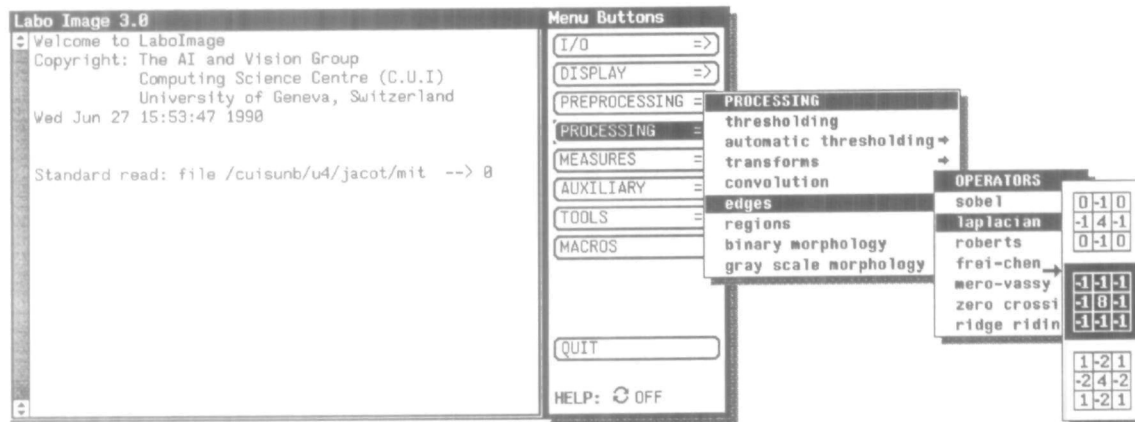 Labo Image 3.0
Welcome to LaboImage
Copyright: The AI and Vision Group
Computing Science Centre (C.U.I)
University of Geneva, Switzerland
Wed Jun 27 15:53:47 1990
Standard read: file /cuisunb/u4/jacot/mit --> 0
Menu Buttons
I/O =>
DISPLAY =>
PREPROCESSING =
PROCESSING =
MEASURES =
AUXILIARY =
TOOLS =
MACROS
QUIT
HELP: OFF
PROCESSING
thresholding
automatic thresholding
transforms
convolution
edges
regions
binary morphology
gray scale morphology
OPERATORS
sobel
laplacian
roberts
frei-chen
mero-vassy
zero crossi
ridge ridin
0 -1 0
-1 4 -1
0 -1 0
-1 -1 -1
-1 8 -1
-1 -1 -1
1 -2 1
-2 4 -2
1 -2 1